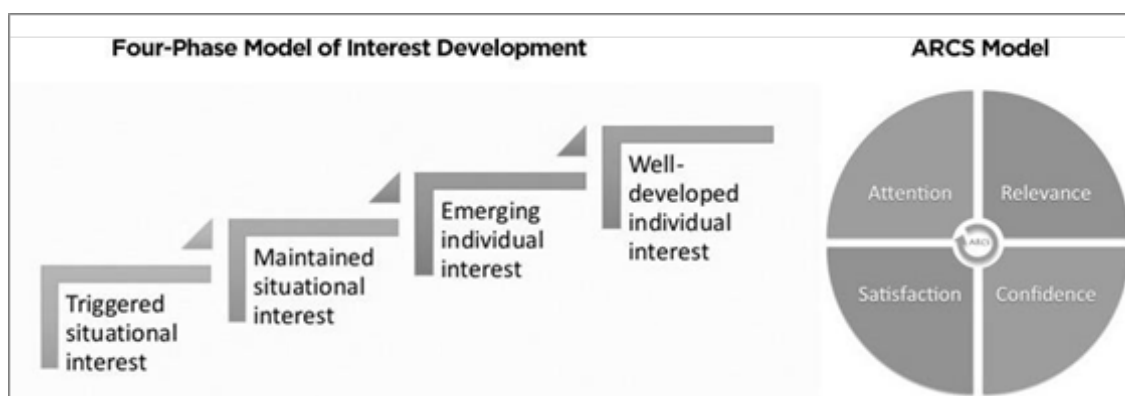 Four-Phase Model of Interest Development
Triggered
situational
interest
Maintained
situational
interest
Emerging
individual
interest
Well-
developed
individual
interest
ARCS Model
Attention
Relevance
ARCS
Satisfaction
Confidence